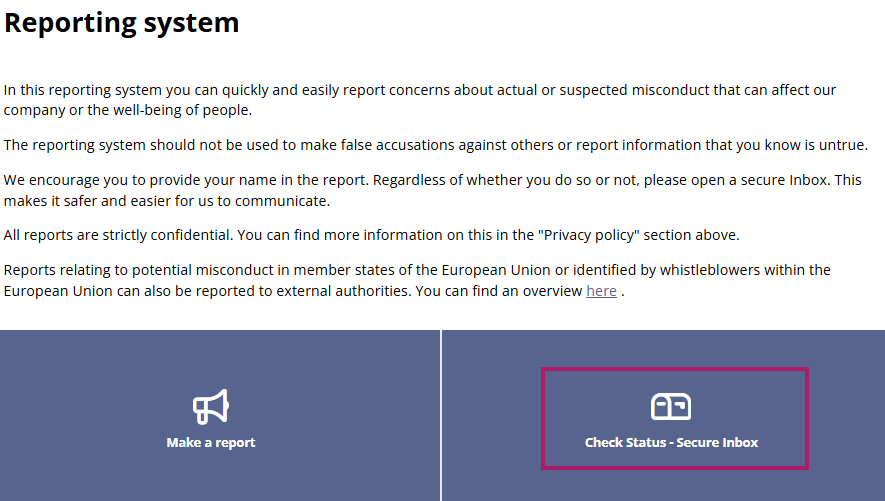 Reporting system
In this reporting system you can quickly and easily report concerns about actual or suspected misconduct that can affect our
company or the well-being of people.
The reporting system should not be used to make false accusations against others or report information that you know is untrue.
We encourage you to provide your name in the report. Regardless of whether you do so or not, please open a secure Inbox. This
makes it safer and easier for us to communicate.
All reports are strictly confidential. You can find more information on this in the "Privacy policy" section above.
Reports relating to potential misconduct in member states of the European Union or identified by whistleblowers within the
European Union can also be reported to external authorities. You can find an overview here .
Make a report
Check Status - Secure Inbox